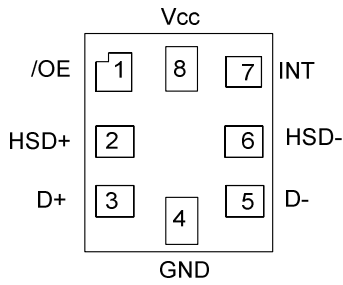 Vcc
/OE 1 8 7 INT
HSD+ 2 6 HSD-
D+ 3 4 5 D-
GND